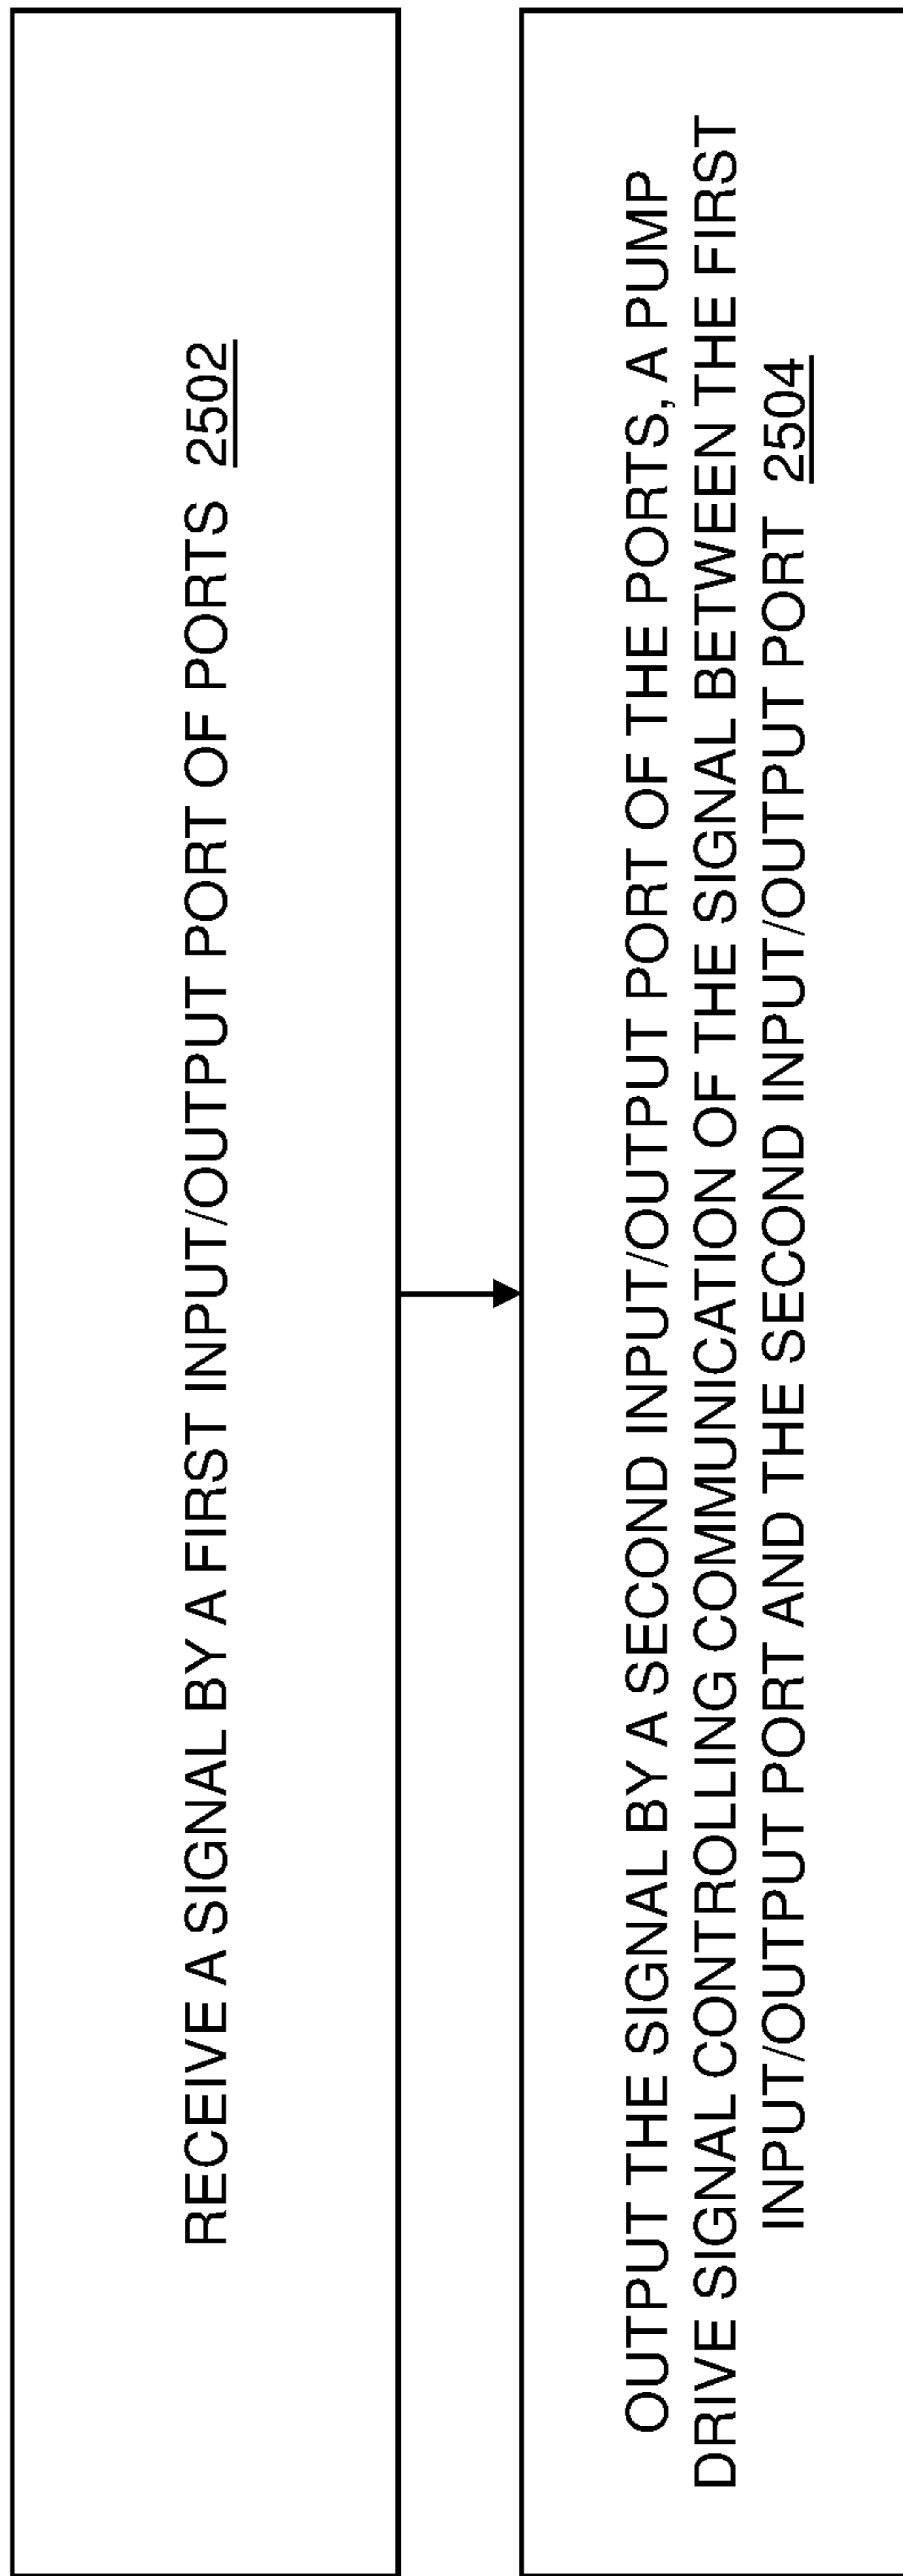 RECEIVE A SIGNAL BY A FIRST INPUT/OUTPUT PORT OF PORTS 2502
OUTPUT THE SIGNAL BY A SECOND INPUT/OUTPUT PORT OF THE PORTS, A PUMP
DRIVE SIGNAL CONTROLLING COMMUNICATION OF THE SIGNAL BETWEEN THE FIRST
INPUT/OUTPUT PORT AND THE SECOND INPUT/OUTPUT PORT 2504